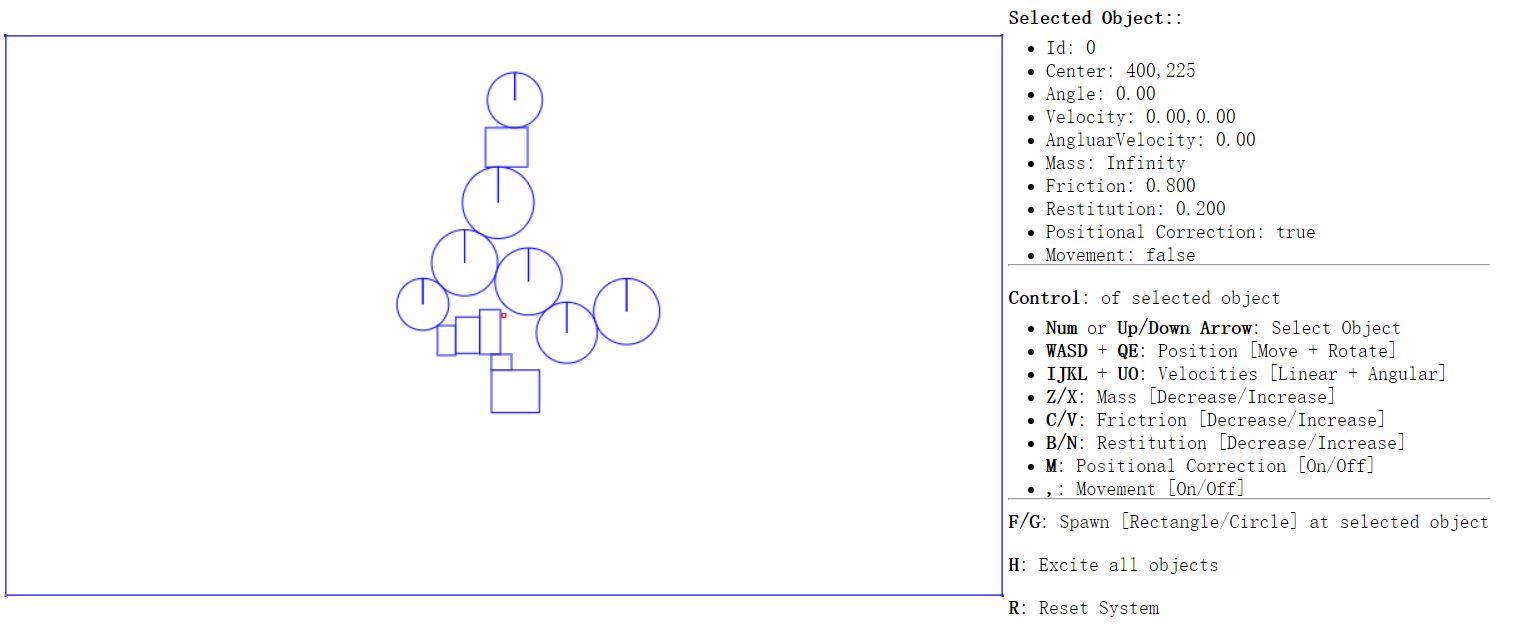 Selected Object::
Id: 0
Center: 400,225
Angle: 0.00
Velocity: 0.00,0.00
AngluarVelocity: 0.00
Mass: Infinity
Friction: 0.800
Restitution: 0.200
Positional Correction: true
Movement: false
Control: of selected object
Num or Up/Down Arrow: Select Object
WASD + QE: Position [Move + Rotate]
IJKL + UO: Velocities [Linear + Angular]
Z/X: Mass [Decrease/Increase]
C/V: Frictrion [Decrease/Increase]
B/N: Restitution [Decrease/Increase]
M: Positional Correction [On/Off]
,: Movement [On/Off]
F/G: Spawn [Rectangle/Circle] at selected object
H: Excite all objects
R: Reset System